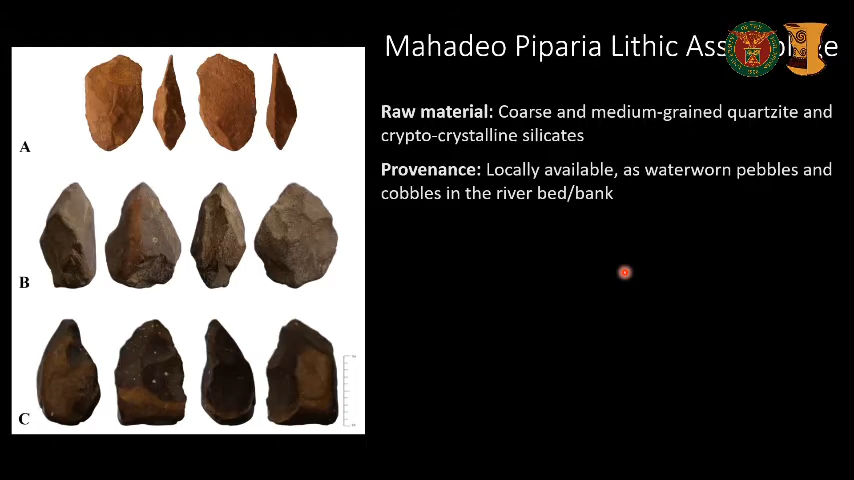 Mahadeo Piparia Lithic
Raw material: Coarse and medium-grained quartzite and
crypto-crystalline silicates
Provenance: Locally available, as waterworn pebbles and
cobbles in the river bed/bank
A
B
C